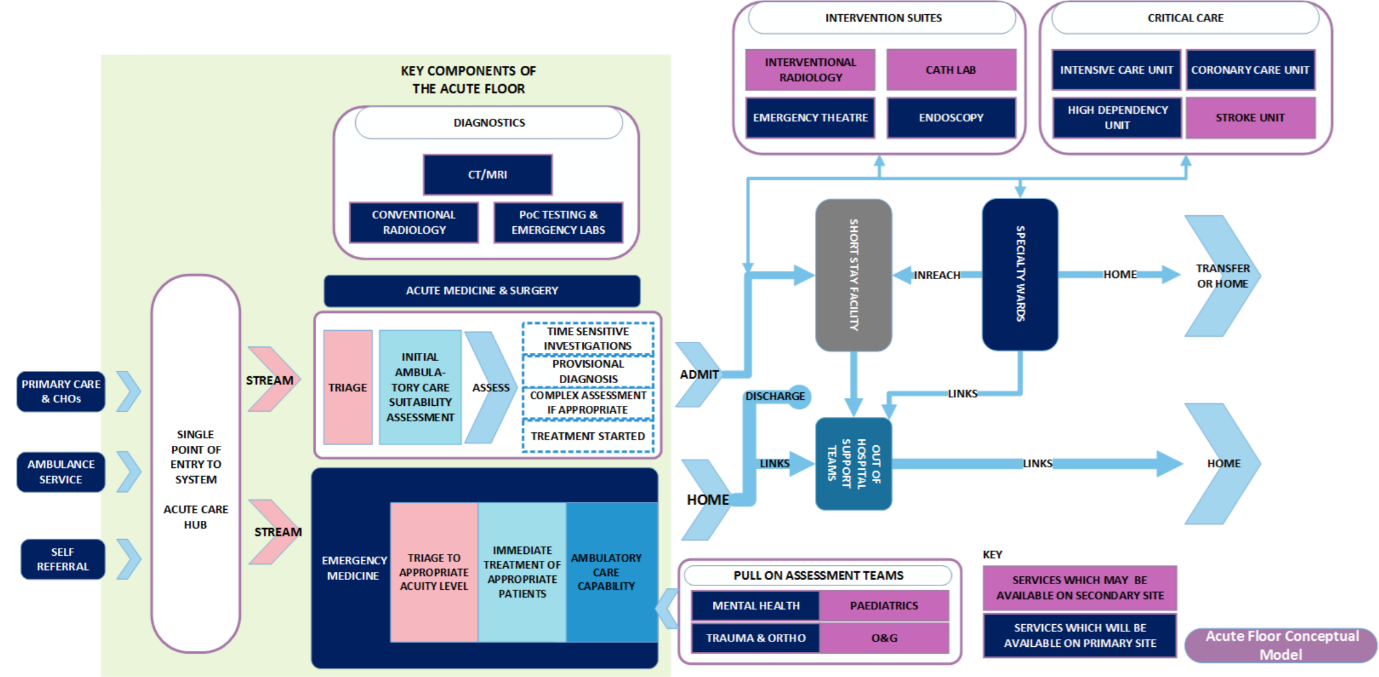 INTERVENTION SUITES
INTERVENTIONAL
RADIOLOGY
CATH LAB
EMERGENCY THEATRE
ENDOSCOPY
CRITICAL CARE
INTENSIVE CARE UNIT
CORONARY CARE UNIT
HIGH DEPENDENCY
UNIT
STROKE UNIT
KEY COMPONENTS OF
THE ACUTE FLOOR
DIAGNOSTICS
CT/MRI
CONVENTIONAL
RADIOLOGY
PoC TESTING &
EMERGENCY LABS
ACUTE MEDICINE & SURGERY
PRIMARY CARE
& CHOs
AMBULANCE
SERVICE
SELF
REFERRAL
SINGLE
POINT OF
ENTRY TO
SYSTEM
ACUTE CARE
HUB
STREAM
TRIAGE
INITIAL
AMBULA-
TORY CARE
SUITABILITY
ASSESSMENT
ASSESS
TIME SENSITIVE
INVESTIGATIONS
PROVISIONAL
DIAGNOSIS
COMPLEX ASSESSMENT
IF APPROPRIATE
TREATMENT STARTED
STREAM
EMERGENCY
MEDICINE
TRIAGE TO
APPROPRIATE
ACUITY LEVEL
IMMEDIATE
TREATMENT OF
APPROPRIATE
PATIENTS
AMBULATORY
CARE
CAPABILITY
ADMIT
DISCHARGE
HOME
LINKS
SHORT STAY FACILITY
INREACH
SPECIALTY WARDS
HOME
TRANSFER
OR HOME
LINKS
OUT OF
HOSPITAL
SUPPORT
TEAMS
LINKS
HOME
PULL ON ASSESSMENT TEAMS
MENTAL HEALTH
PAEDIATRICS
TRAUMA & ORTHO
O&G
KEY
SERVICES WHICH MAY BE
AVAILABLE ON SECONDARY SITE
SERVICES WHICH WILL BE
AVAILABLE ON PRIMARY SITE
Acute Floor Conceptual
Model